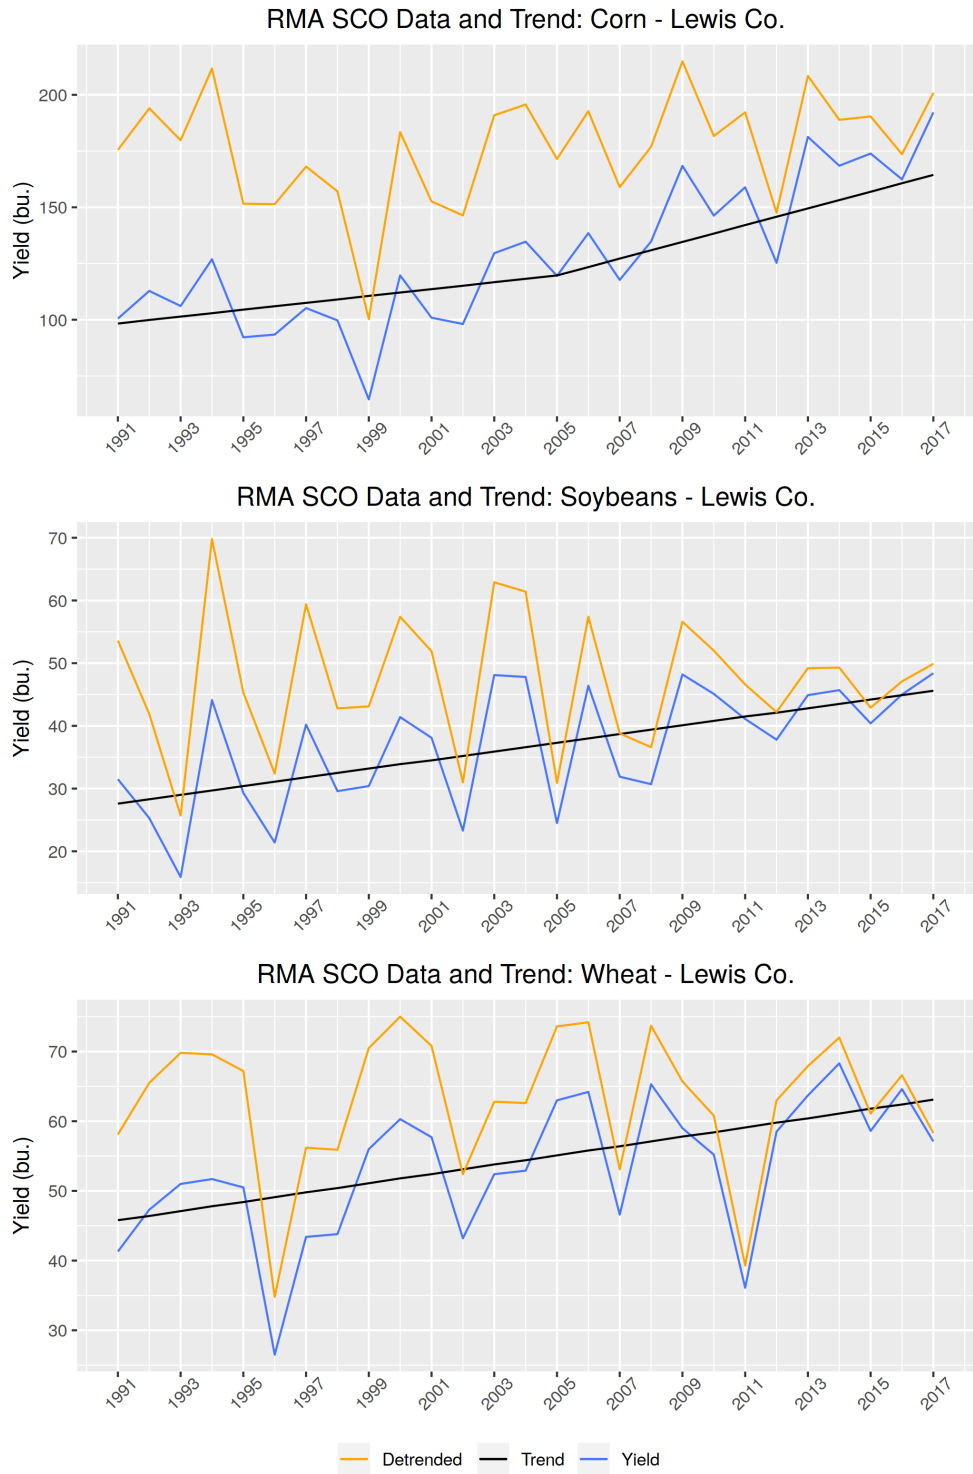 RMA SCO Data and Trend: Corn - Lewis Co.
Yield (bu.)
200
150
100
1991 1993 1995 1997 1999 2001 2003 2005 2007 2009 2011 2013 2015 2017
RMA SCO Data and Trend: Soybeans - Lewis Co.
Yield (bu.)
70
60
50
40
30
20
1991 1993 1995 1997 1999 2001 2003 2005 2007 2009 2011 2013 2015 2017
RMA SCO Data and Trend: Wheat - Lewis Co.
Yield (bu.)
70
60
50
40
30
1991 1993 1995 1997 1999 2001 2003 2005 2007 2009 2011 2013 2015 2017
Detrended Trend Yield